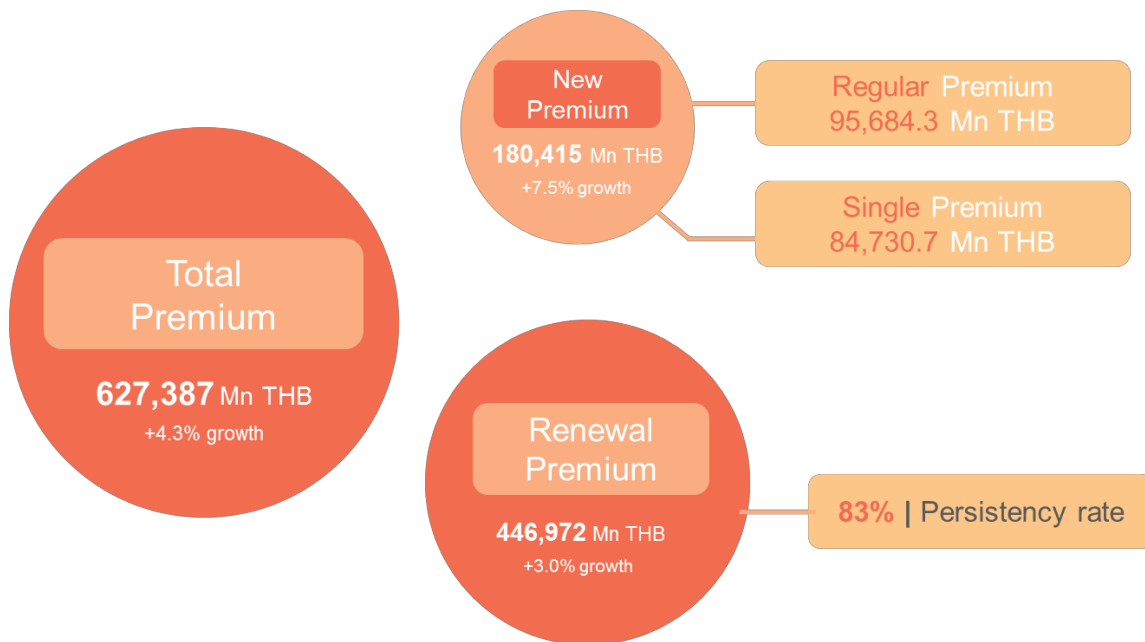 Total
Premium
627,387 Mn THB
+4.3% growth
New
Premium
180,415 Mn THB
+7.5% growth
Regular Premium
95,684.3 Mn THB
Single Premium
84,730.7 Mn THB
Renewal
Premium
446,972 Mn THB
+3.0% growth
83% | Persistency rate